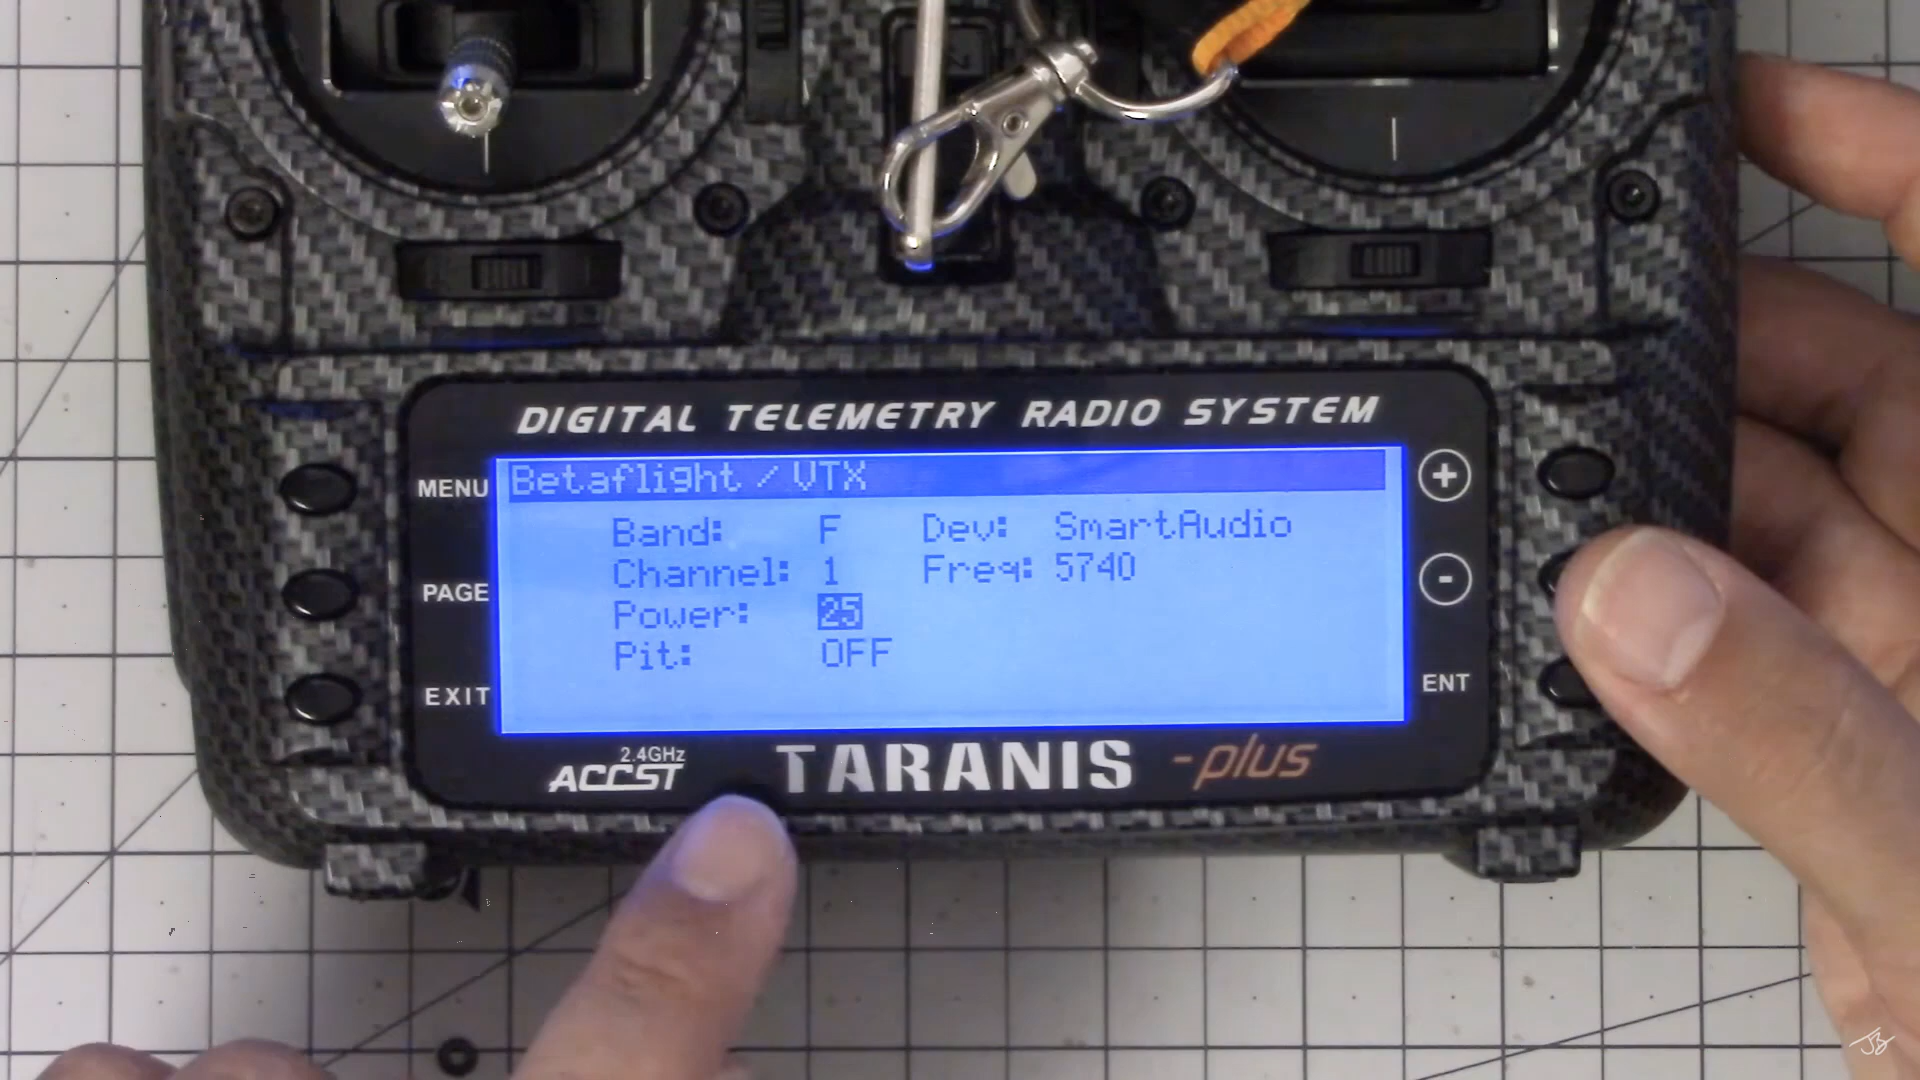 DIGITAL TELEMETRY RADIO SYSTEM
MENU
PAGE
EXIT
Betaflight / VTX
Band: F Dev: SmartAudio
Channel: 1 Freq: 5740
Power: 25
Pit: OFF
+
-
ENT
2.4GHz
ACCST
TARANIS -plus
JB